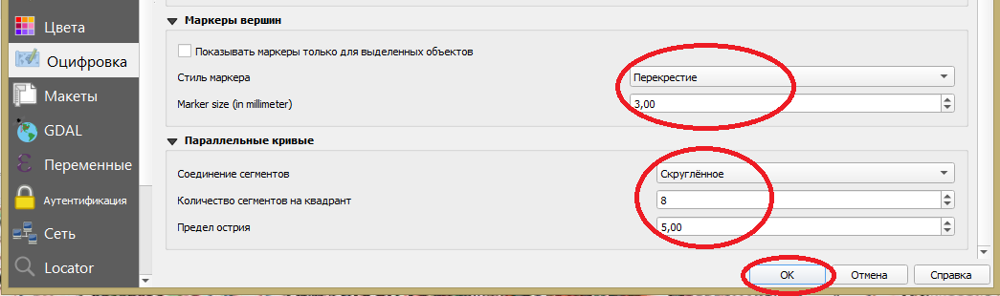 Цвета
Оцифровка
Макеты
GDAL
Переменные
Аутентификация
Сеть
Locator
Маркеры вершин
Показывать маркеры только для выделенных объектов
Стиль маркера
Перекрестие
Marker size (in millimeter)
3,00
Параллельные кривые
Соединение сегментов
Скруглённое
Количество сегментов на квадрант
8
Предел острия
5,00
OK
Отмена
Справка